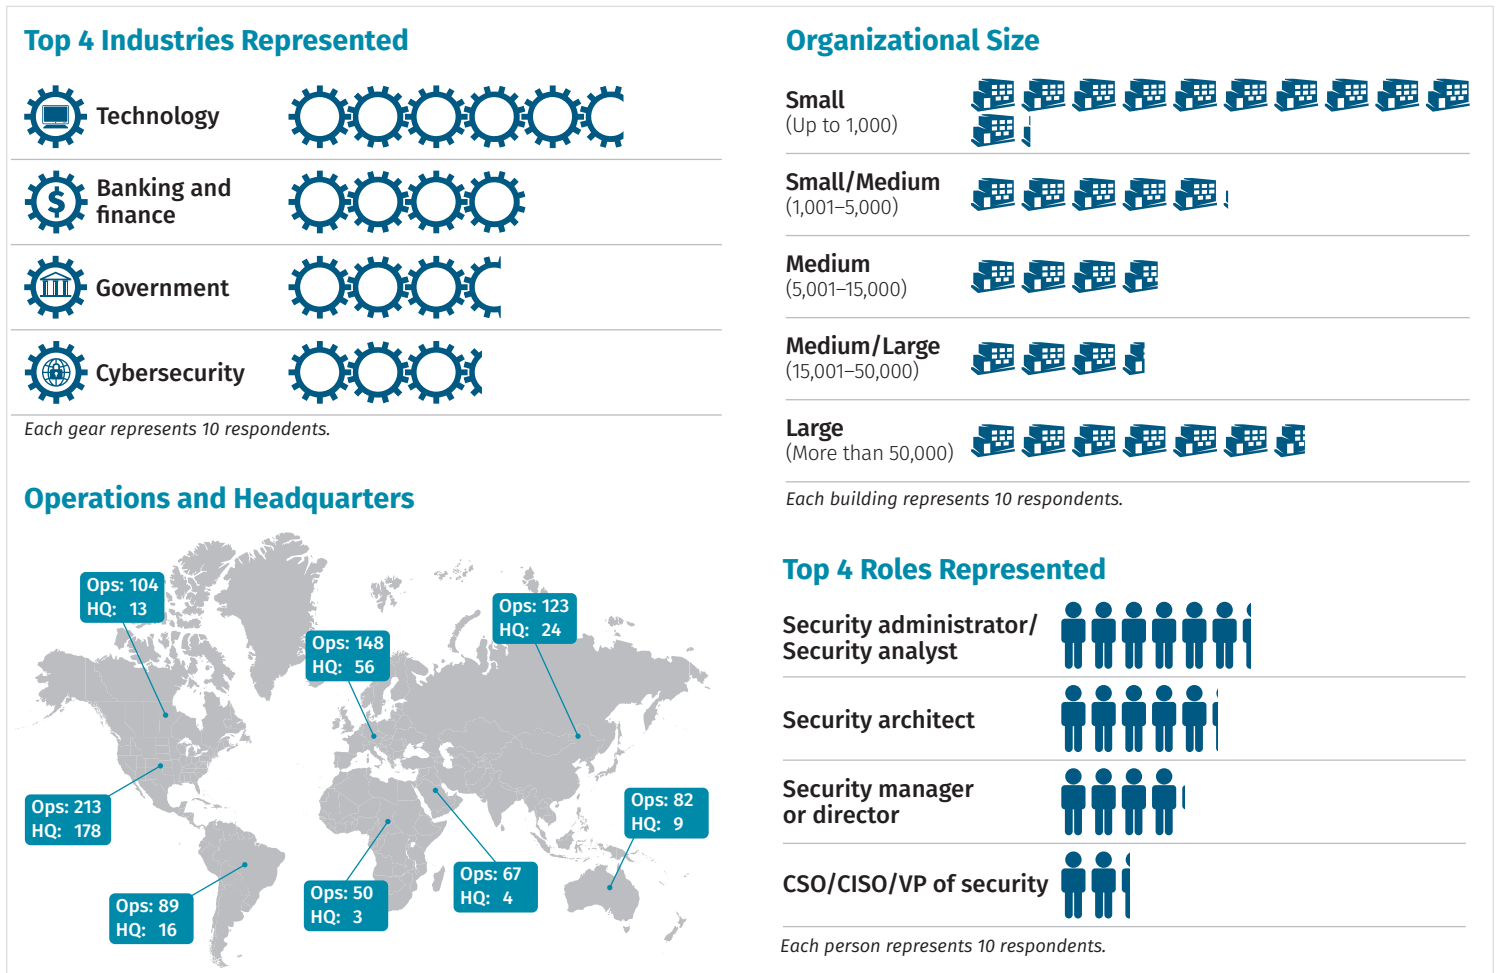 Top 4 Industries Represented
Technology
$
Banking and
finance
Government
Cybersecurity
Each gear represents 10 respondents.
Operations and Headquarters
Ops: 104
HQ: 13
Ops: 148
HQ: 56
Ops: 123
HQ: 24
Ops: 213
HQ: 178
Ops: 82
HQ: 9
Ops: 89
HQ: 16
Ops: 50
HQ: 3
Ops: 67
HQ: 4
Organizational Size
Small
(Up to 1,000)
Small/Medium
(1,001–5,000)
Medium
(5,001–15,000)
Medium/Large
(15,001–50,000)
Large
(More than 50,000)
Each building represents 10 respondents.
Top 4 Roles Represented
Security administrator/
Security analyst
Security architect
Security manager
or director
CSO/CISO/VP of security
Each person represents 10 respondents.